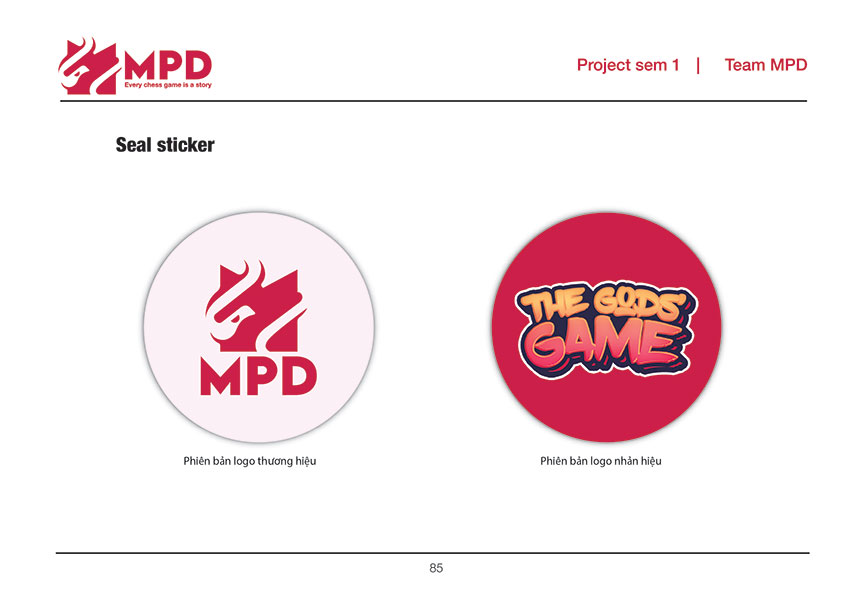 MPD
Every chess game is a story
Project sem 1 | Team MPD
Seal sticker
MPD
THE GODS'
GAME
Phiên bản logo thương hiệu
Phiên bản logo nhãn hiệu
85